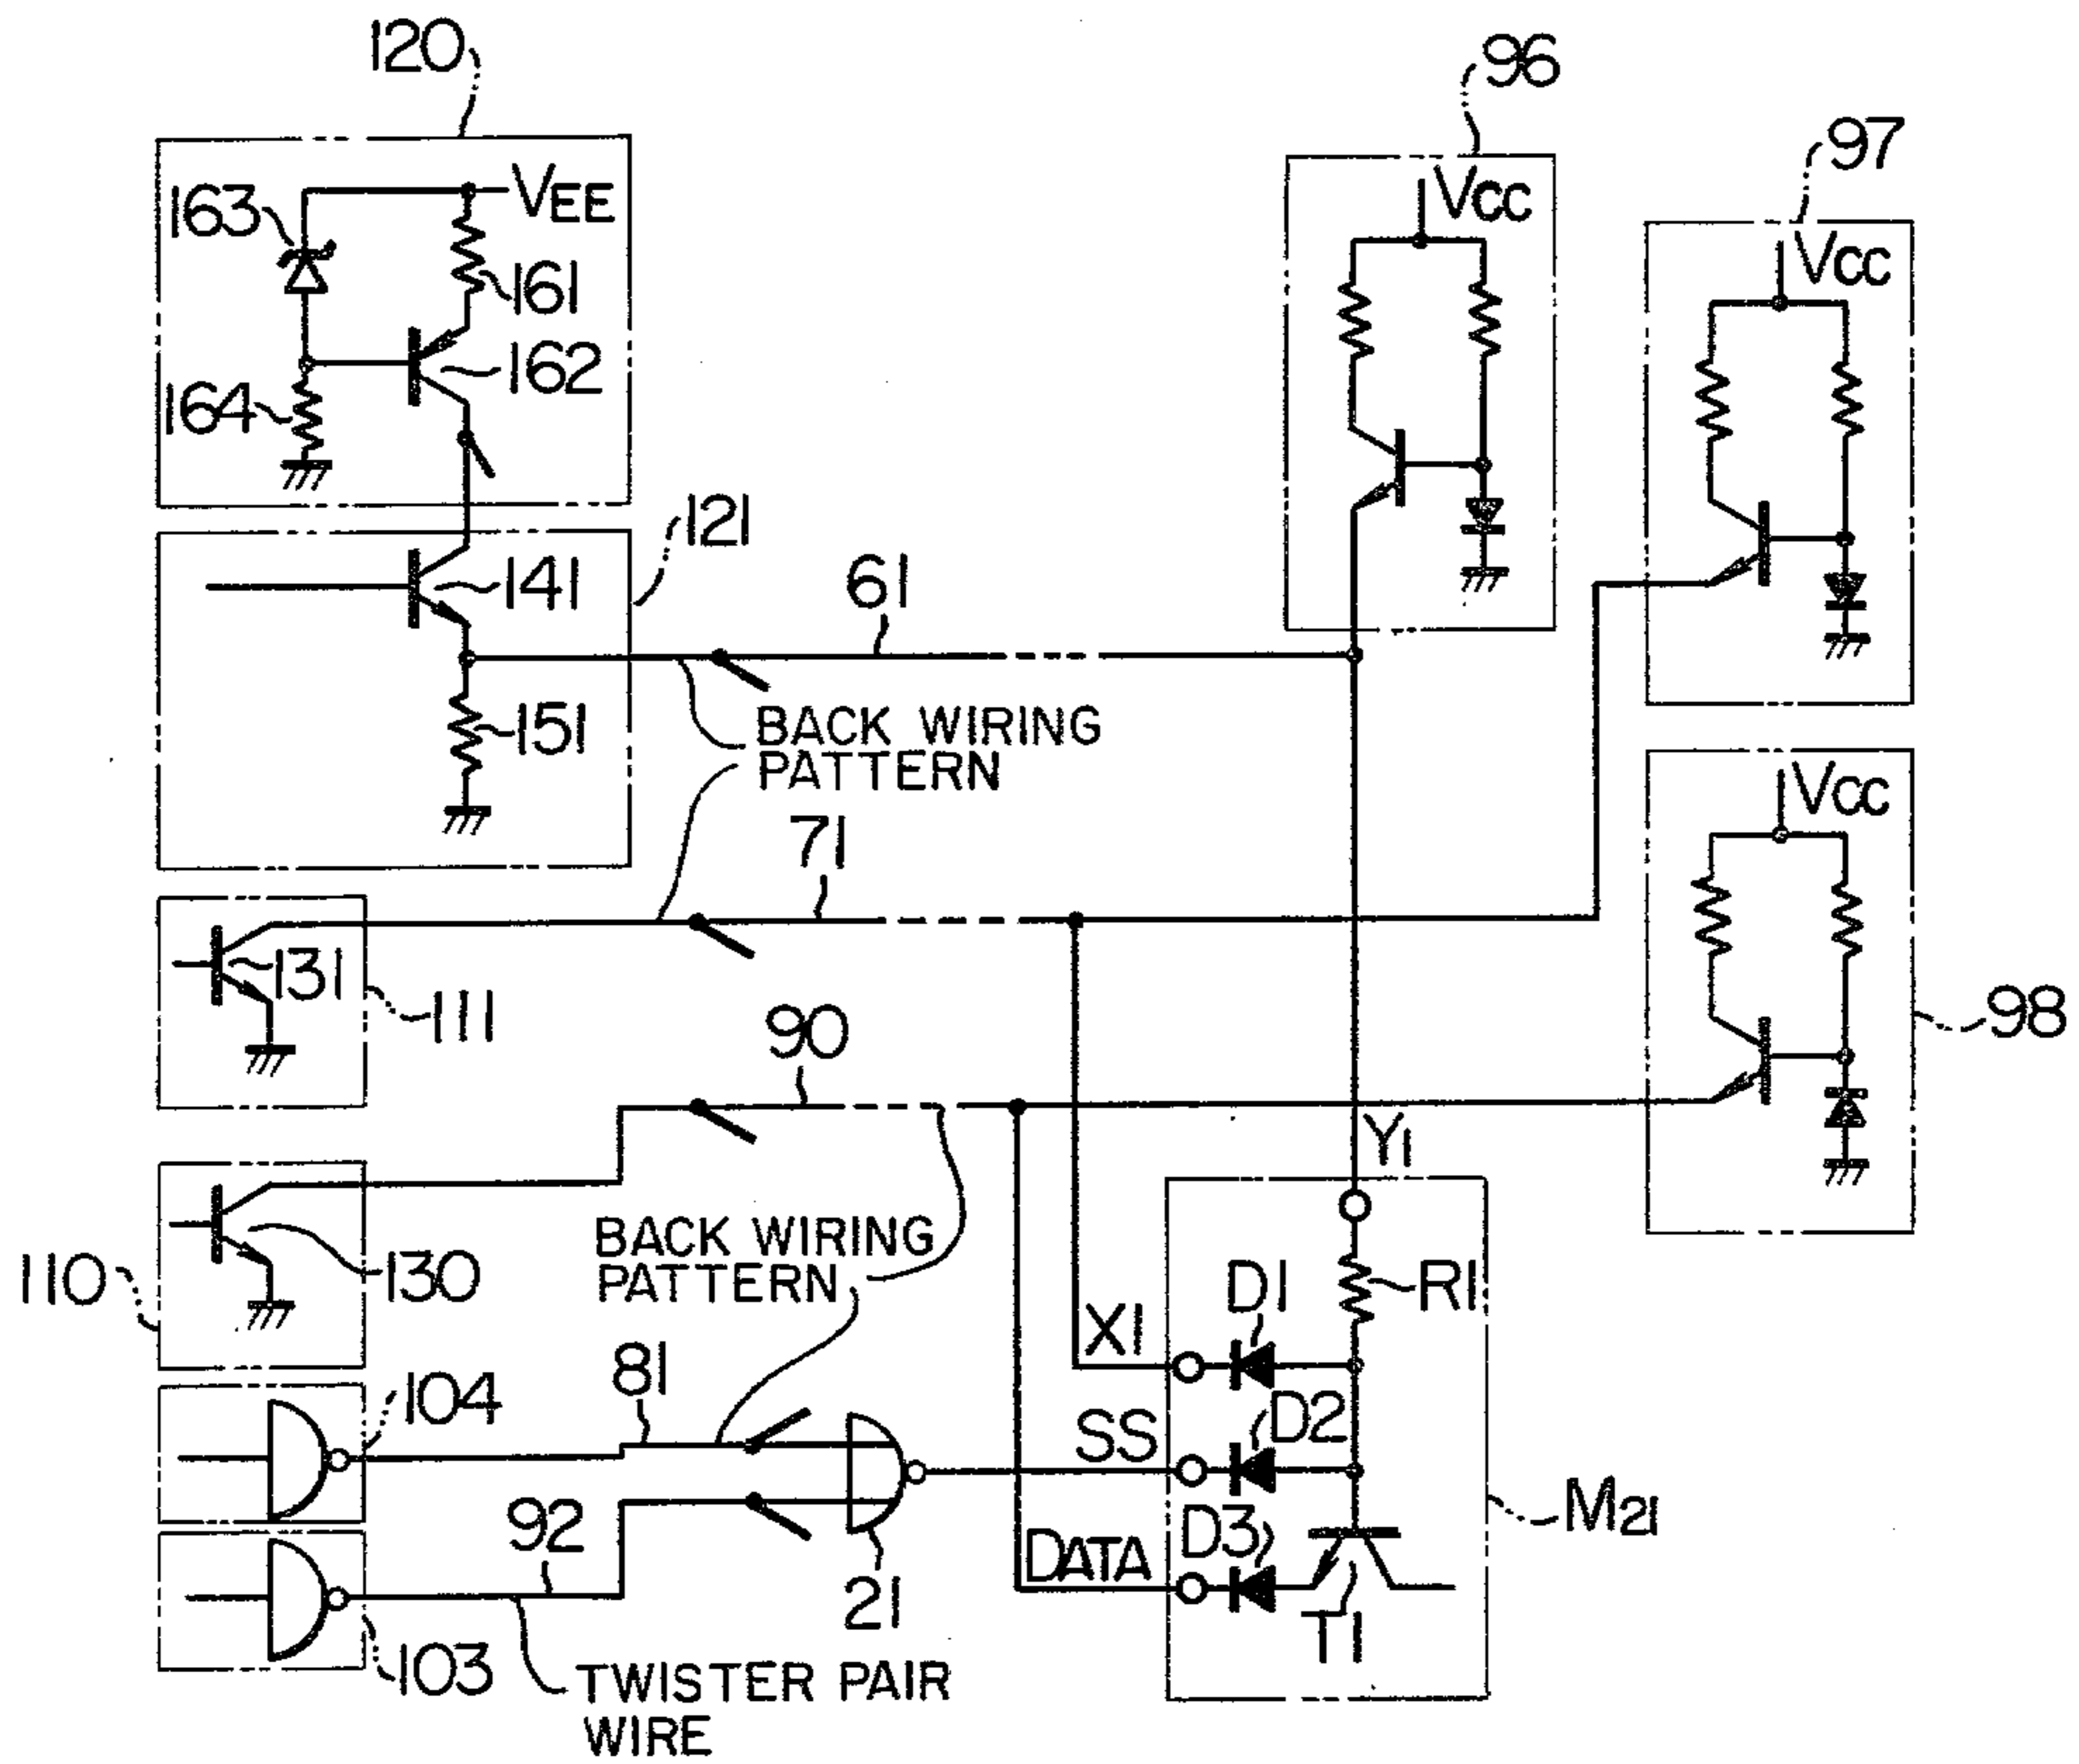 120
96
97
VEE
163
161
162
164
VCC
VCC
121
141
61
151
BACK WIRING
PATTERN
71
VCC
131
111
90
98
Y1
130
110
BACK WIRING
PATTERN
D1
R1
X1
81
104
D2
SS
M21
92
D3
DATA
21
T1
103
TWISTER PAIR
WIRE